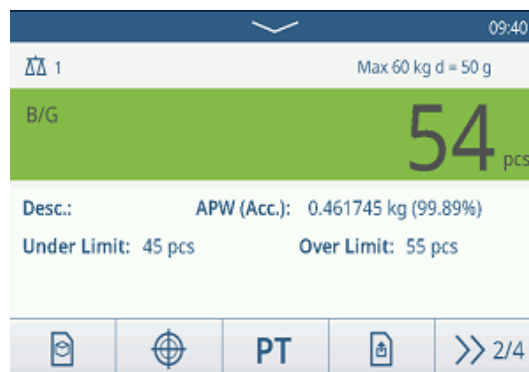 09:40
1 Max 60 kg d = 50 g
B/G
54 pcs
Desc.: APW (Acc.): 0.461745 kg (99.89%)
Under Limit: 45 pcs Over Limit: 55 pcs
PT 2/4